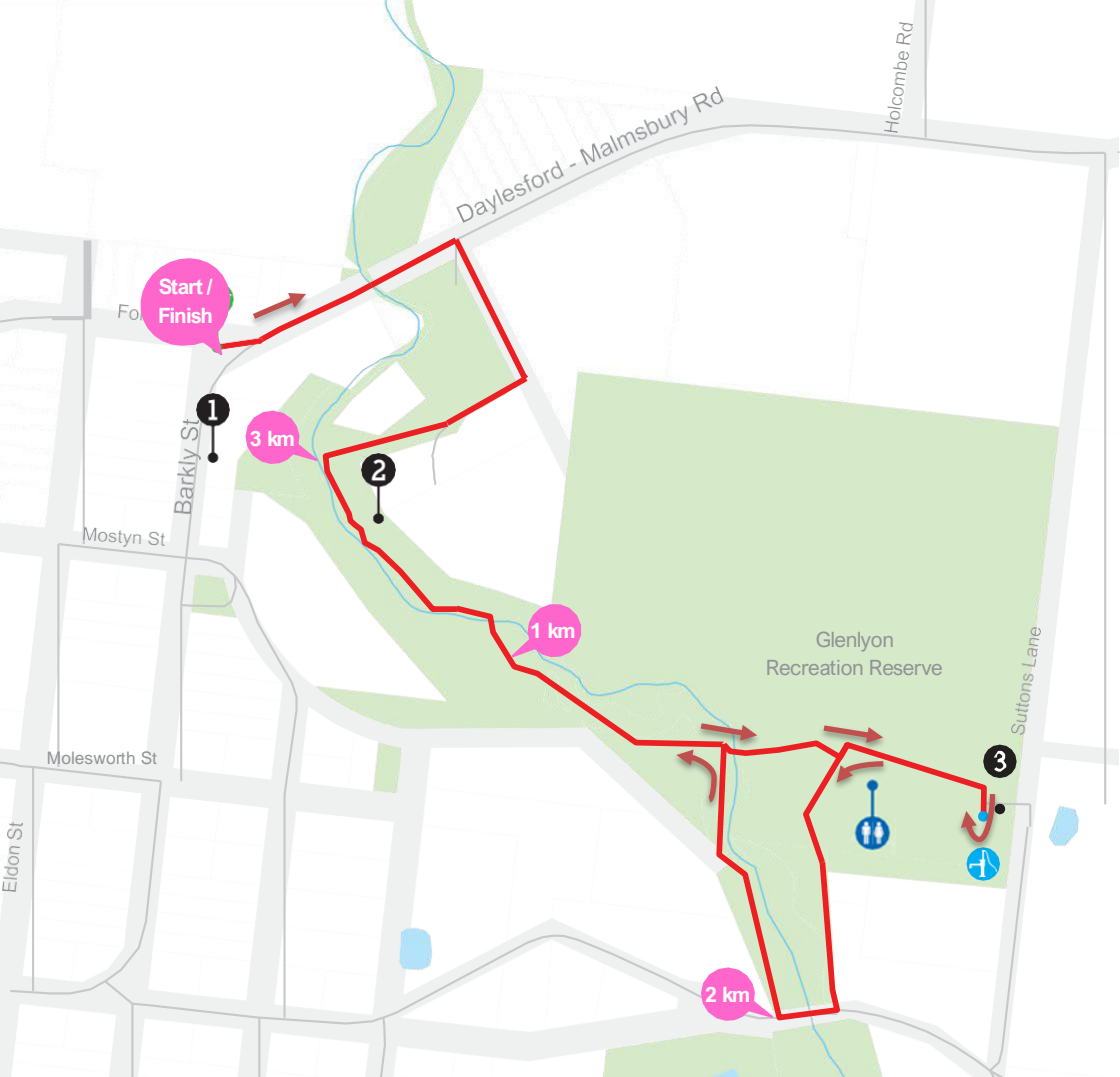 Holcombe Rd
Daylesford - Malmsbury Rd
Start /
Finish
Fo
1
Barkly St
3 km
2
Mostyn St
1 km
Glenlyon
Recreation Reserve
Suttons Lane
Molesworth St
3
Eldon St
2 km